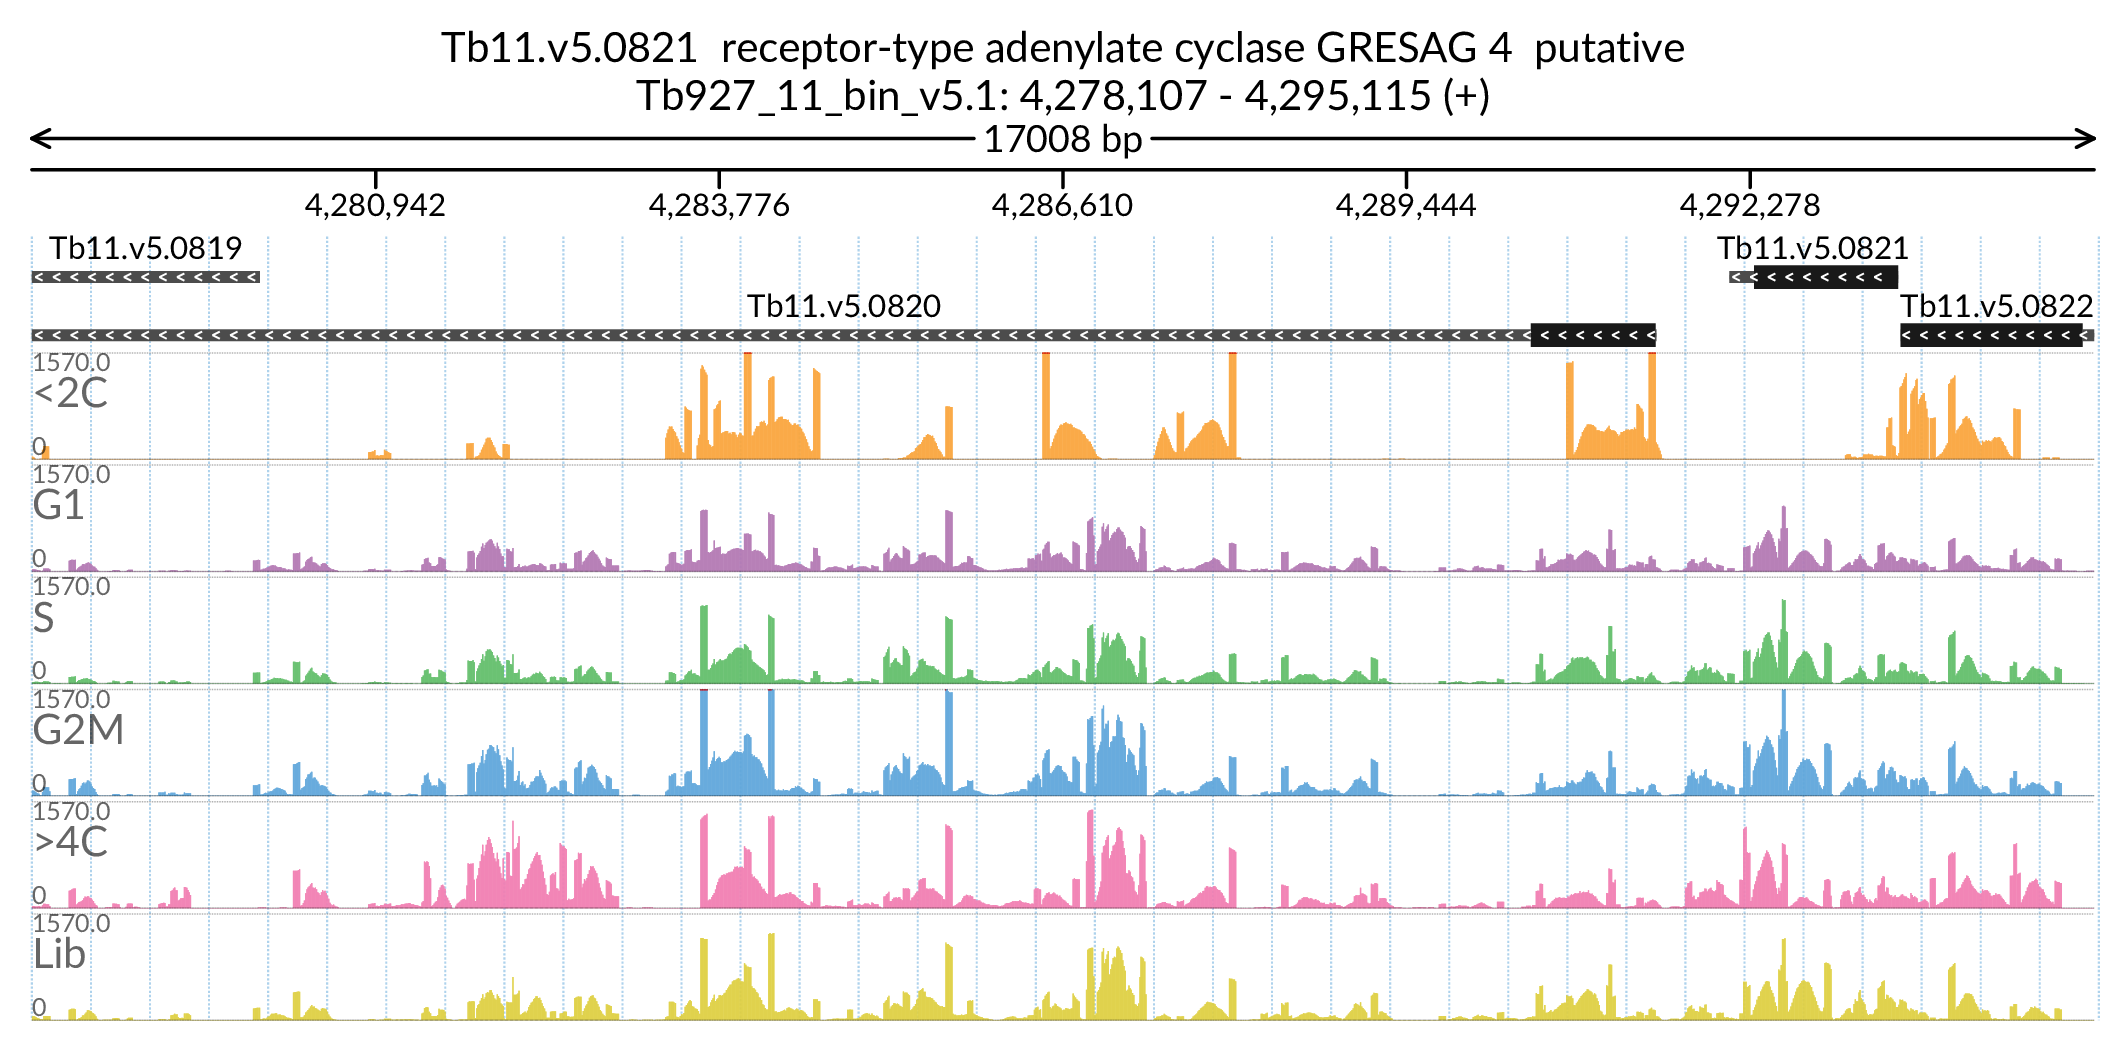 Tb11.v5.0821  receptor-type adenylate cyclase GRESAG 4  putative
Tb927_11_bin_v5.1: 4,278,107 - 4,295,115 (+)
17008 bp
4,280,942 4,283,776 4,286,610 4,289,444 4,292,278
Tb11.v5.0819 Tb11.v5.0821
Tb11.v5.0820 Tb11.v5.0822
1570.0
<2C
0
1570.0
G1
0
1570.0
S
0
1570.0
G2M
0
1570.0
>4C
0
1570.0
Lib
0